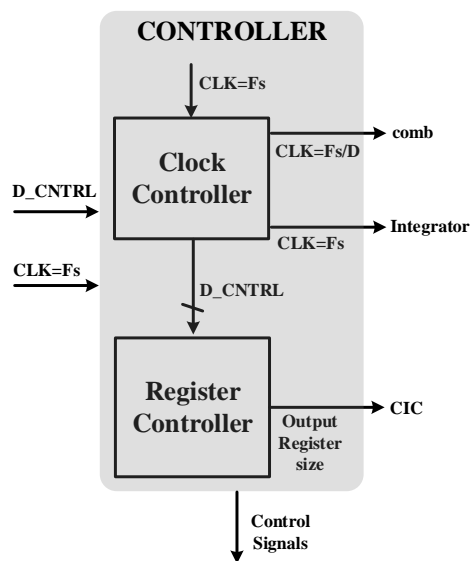 CONTROLLER
CLK=Fs
Clock
Controller
CLK=Fs/D
comb
D_CNTRL
CLK=Fs
Integrator
CLK=Fs
D_CNTRL
Register
Controller
Output
Register
size
CIC
Control
Signals